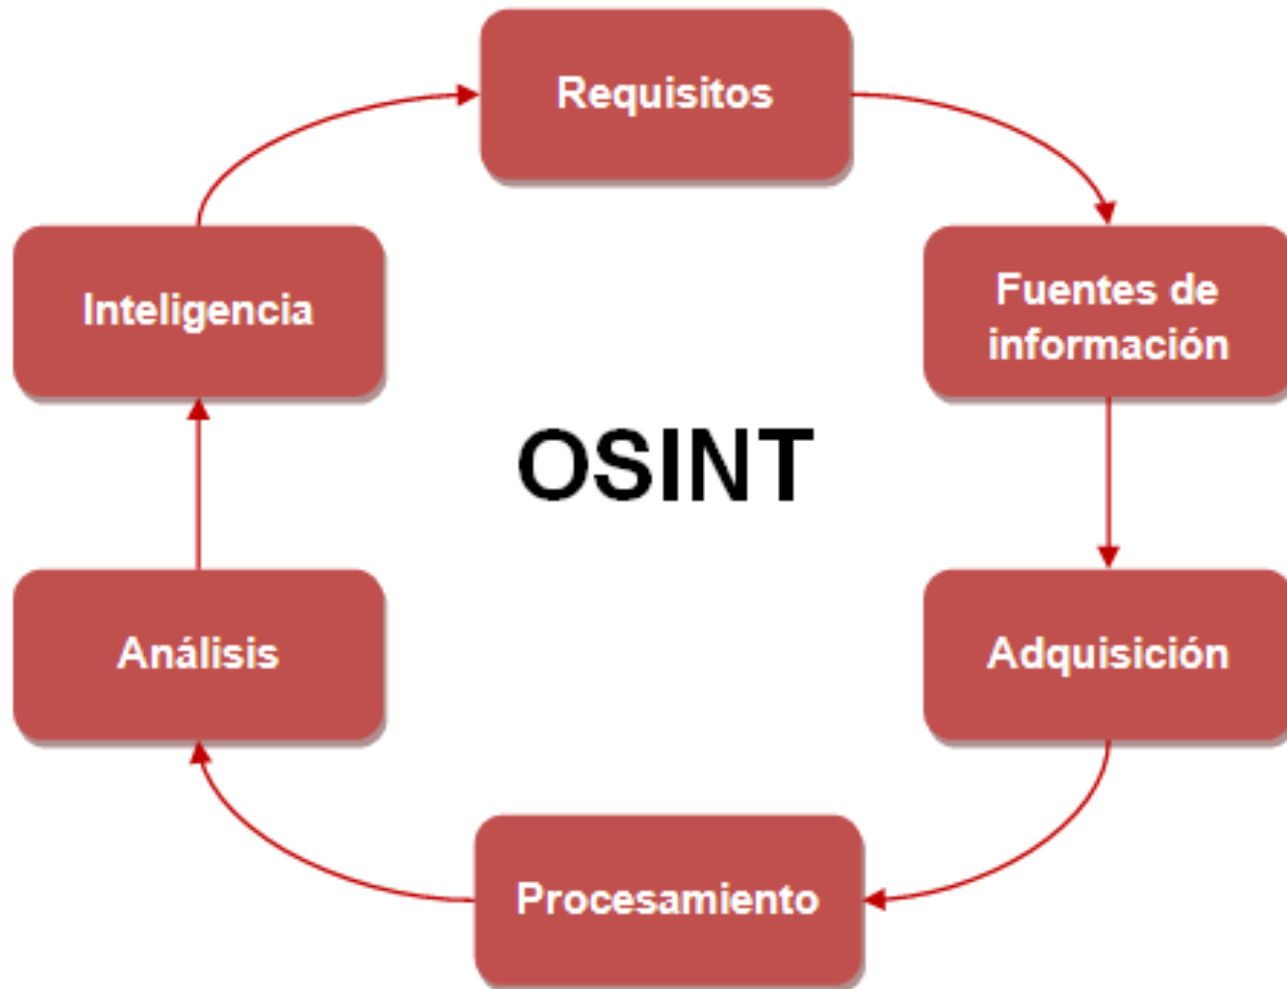 Requisitos
Fuentes de
información
Adquisición
Procesamiento
Análisis
Inteligencia
OSINT